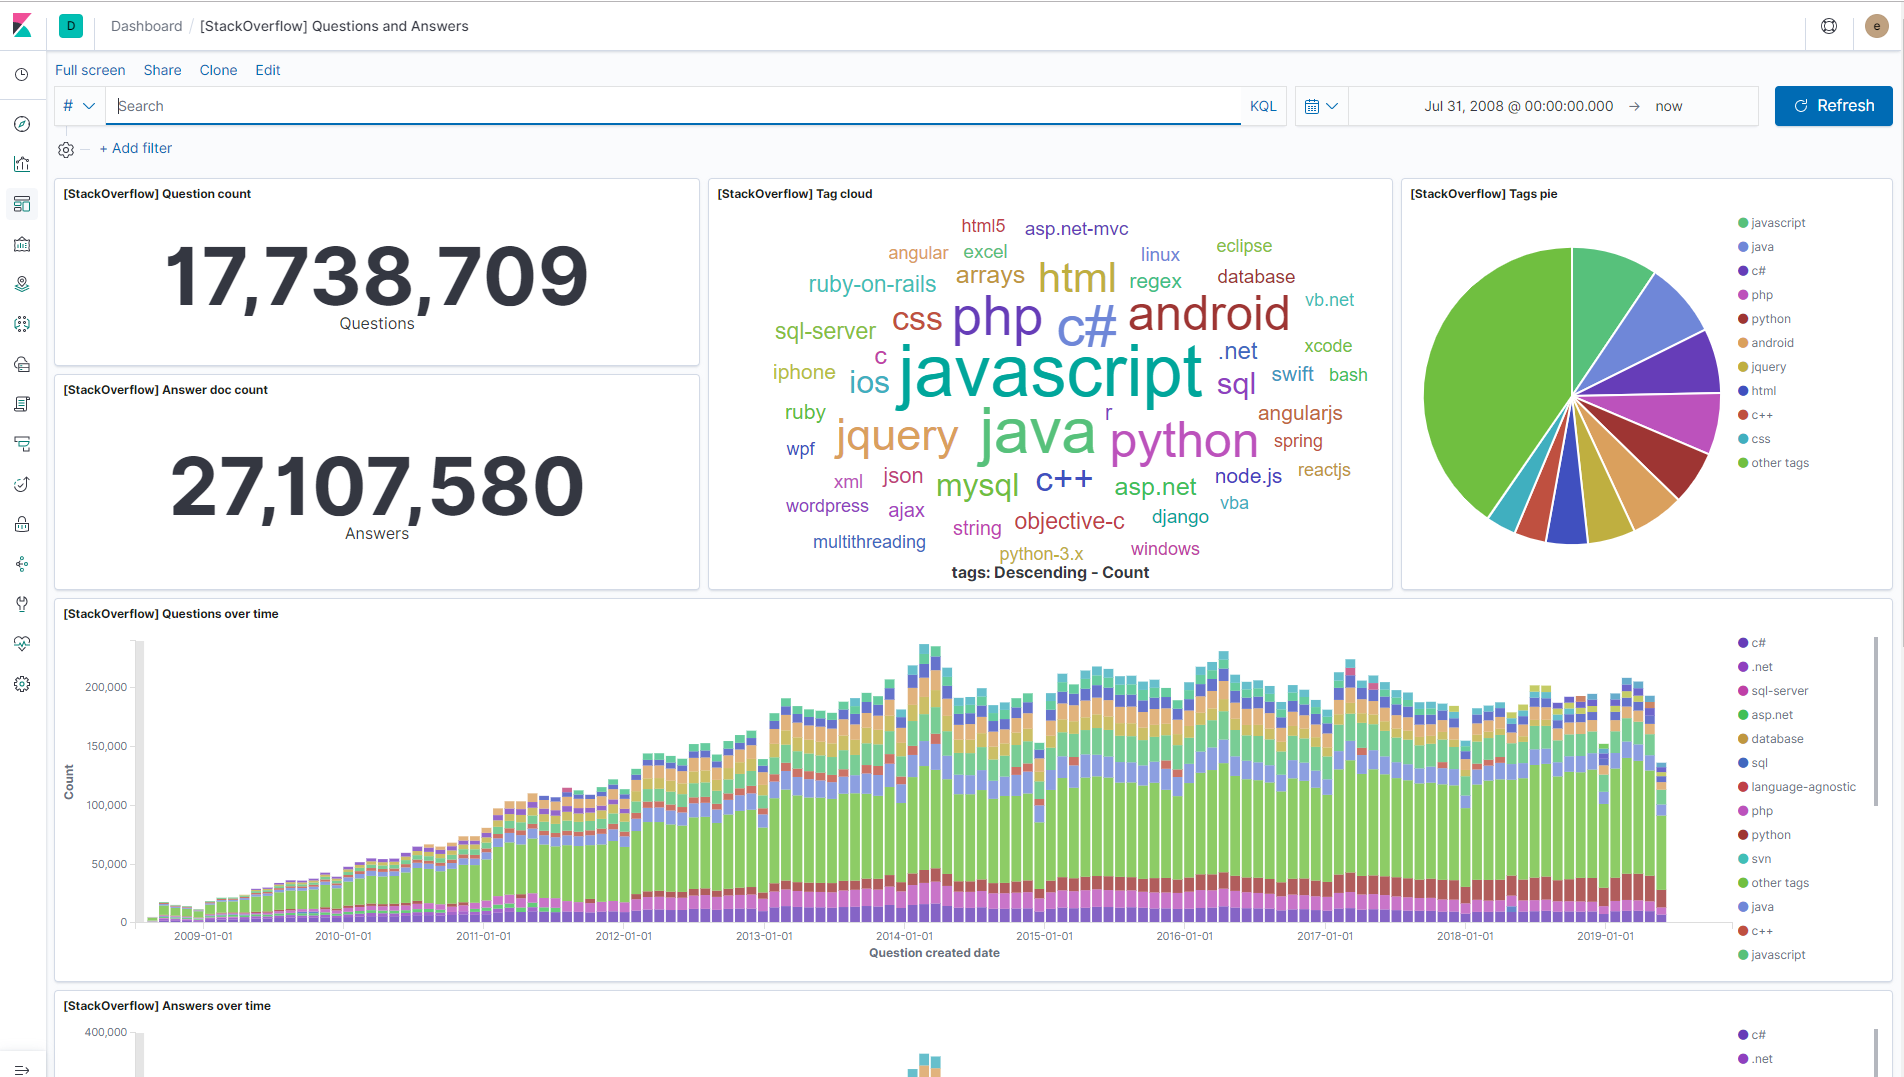 D Dashboard / [StackOverflow] Questions and Answers e
Full screen Share Clone Edit
# Search KQL Jul 31, 2008 @ 00:00:00.000 → now Refresh
+ Add filter
[StackOverflow] Question count
17,738,709
Questions
[StackOverflow] Answer doc count
27,107,580
Answers
[StackOverflow] Tag cloud
html5 asp.net-mvc
angular excel linux eclipse
ruby-on-rails arrays html regex database
sql-server css php c# android vb.net
c javascript .net xcode
iphone ios sql swift bash
ruby jquery java r angularjs
wpf python spring
xml json mysql c++ asp.net node.js reactjs
wordpress ajax string objective-c django vba
multithreading python-3.x windows
tags: Descending - Count
[StackOverflow] Tags pie
javascript
java
c#
php
python
android
jquery
html
c++
css
other tags
[StackOverflow] Questions over time
200,000
150,000
100,000
50,000
0
Count
2009-01-01 2010-01-01 2011-01-01 2012-01-01 2013-01-01 2014-01-01 2015-01-01 2016-01-01 2017-01-01 2018-01-01 2019-01-01
Question created date
c#
.net
sql-server
asp.net
database
sql
language-agnostic
php
python
svn
other tags
java
c++
javascript
[StackOverflow] Answers over time
400,000
c#
.net